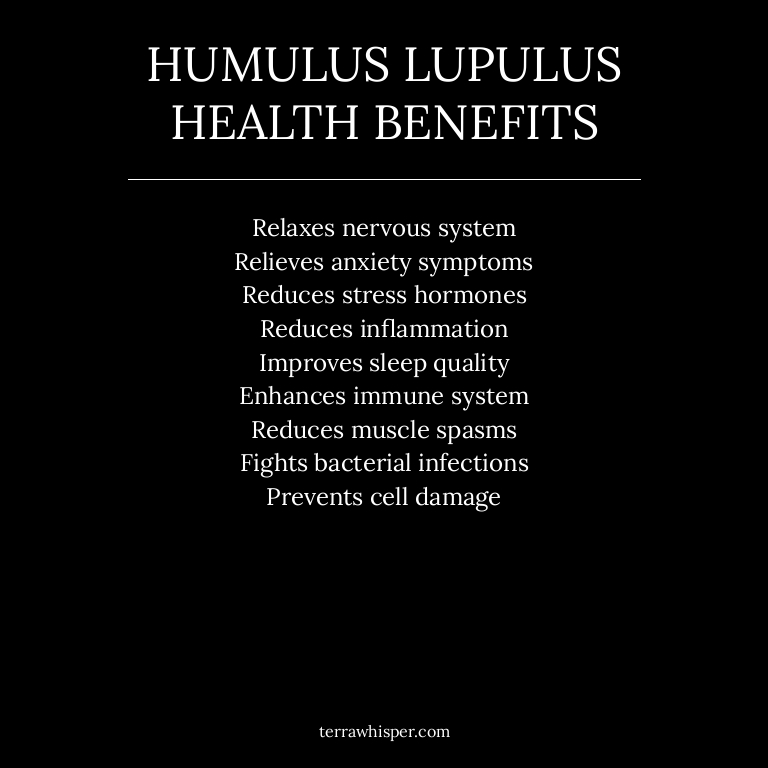 HUMULUS LUPULUS
HEALTH BENEFITS
Relaxes nervous system
Relieves anxiety symptoms
Reduces stress hormones
Reduces inflammation
Improves sleep quality
Enhances immune system
Reduces muscle spasms
Fights bacterial infections
Prevents cell damage
terrawhisper.com